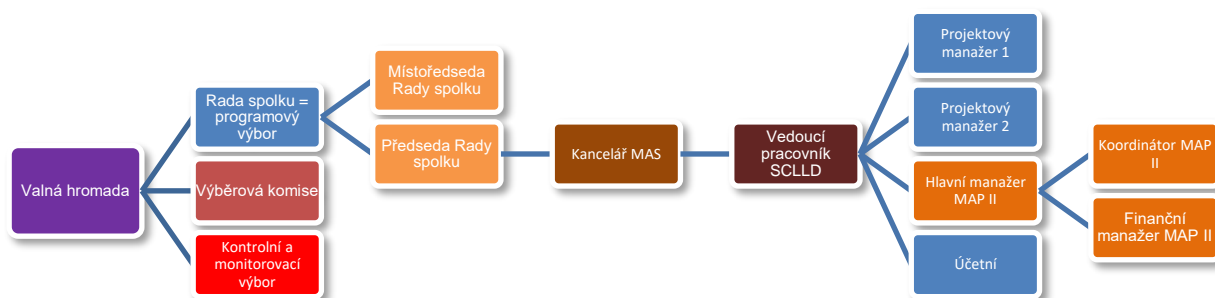 Valná hromada
Rada spolku =
programový
výbor
Výběrová komise
Kontrolní a
monitorovací
výbor
Místoředseda
Rady spolku
Předseda Rady
spolku
Kancelář MAS
Vedoucí
pracovník
SCLLD
Projektový
manažer 1
Projektový
manažer 2
Hlavní manažer
MAP II
Účetní
Koordinátor MAP
II
Finanční
manažer MAP II